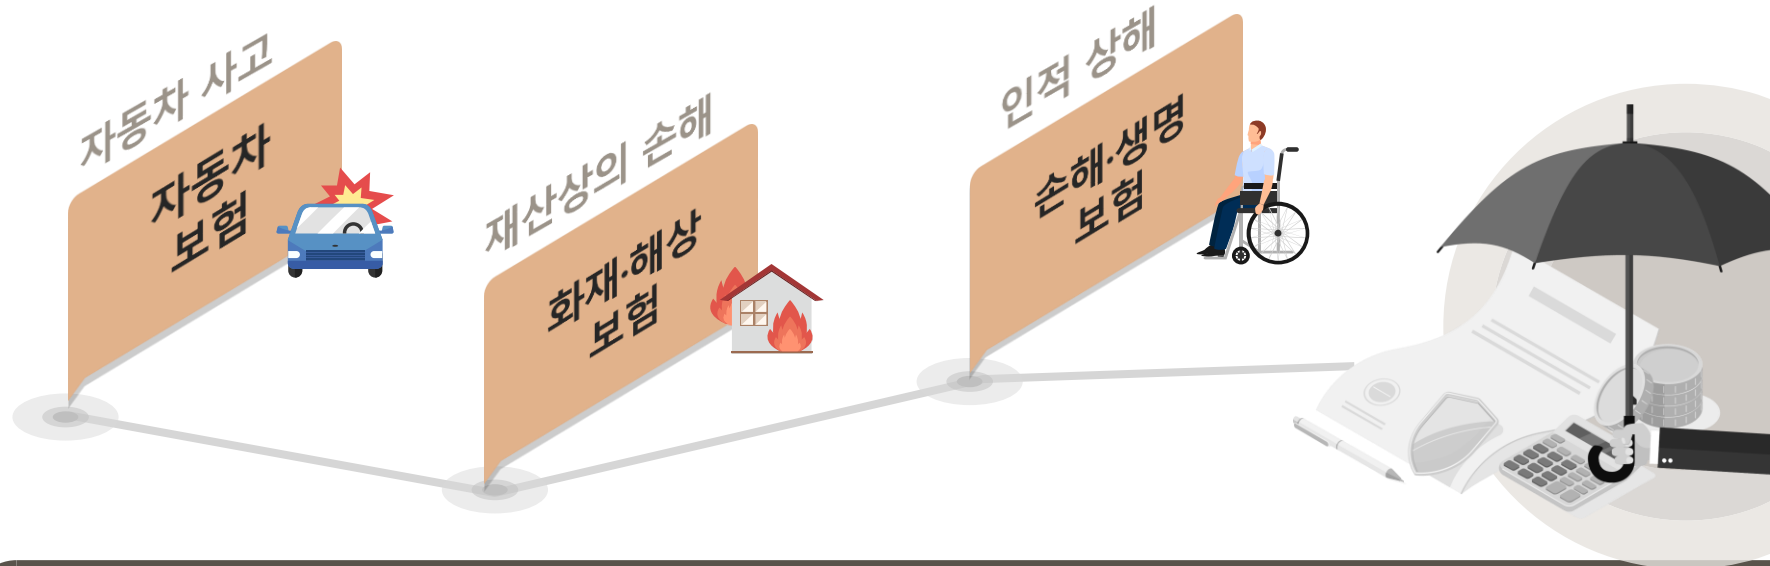 자동차 사고
자동차
보험
재산상의 손해
화재·해상
보험
인적 상해
손해·생명
보험